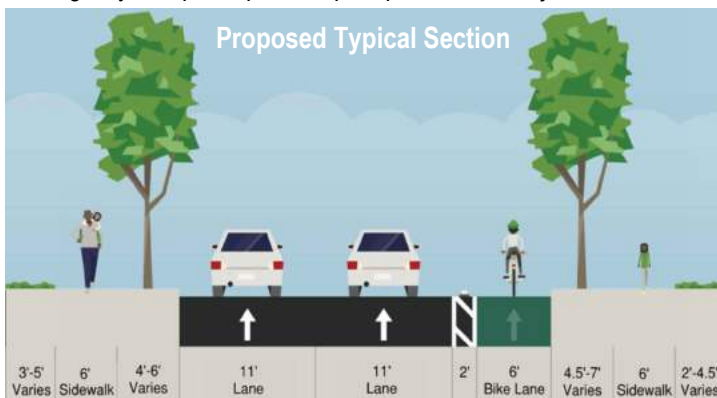 Proposed Typical Section
3'-5' 6' 4'-6' 11' 11' 2' 6' 4.5'-7' 6' 2'-4.5'
Varies Sidewalk Varies Lane Lane Bike Lane Varies Sidewalk Varies